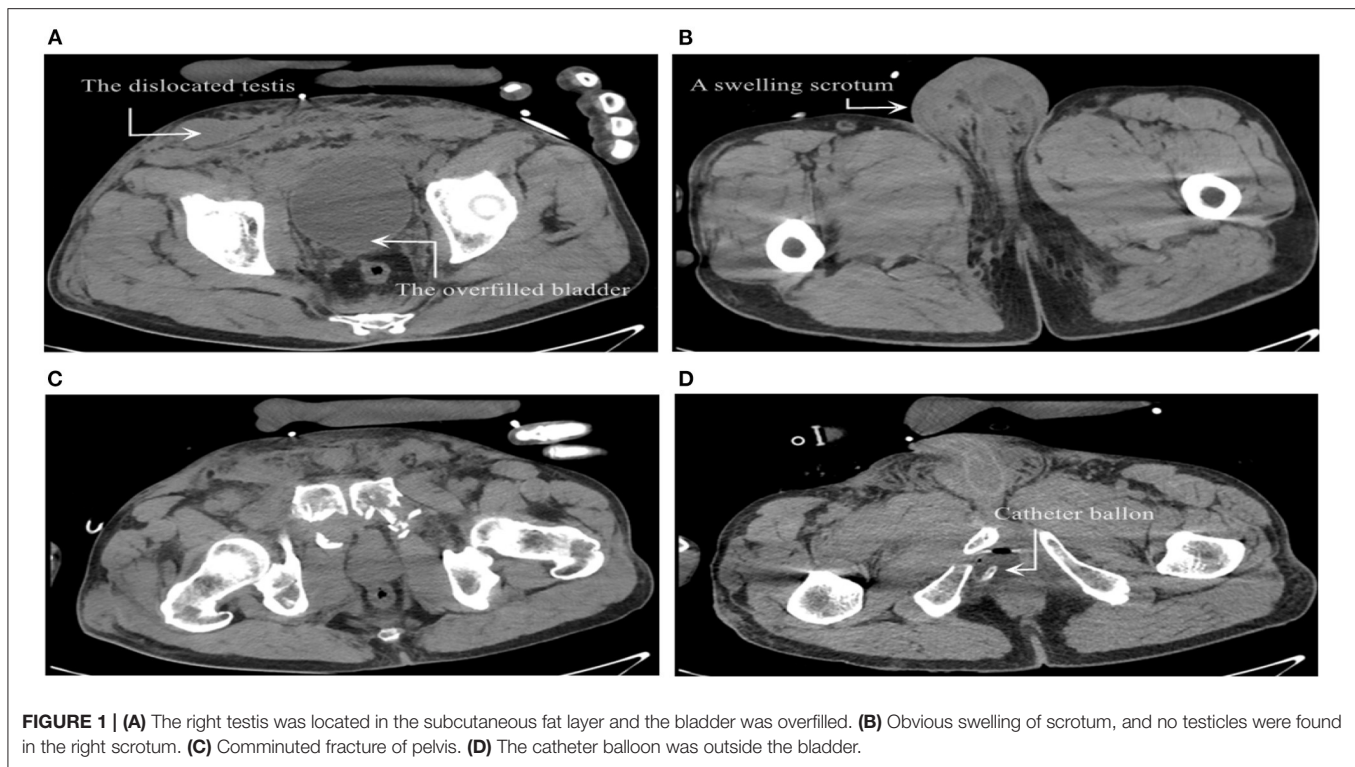 A
B
The dislocated testis
The overfilled bladder
A swelling scrotum
C
D
Catheter ballon
FIGURE 1 | (A) The right testis was located in the subcutaneous fat layer and the bladder was overfilled. (B) Obvious swelling of scrotum, and no testicles were found
in the right scrotum. (C) Comminuted fracture of pelvis. (D) The catheter balloon was outside the bladder.